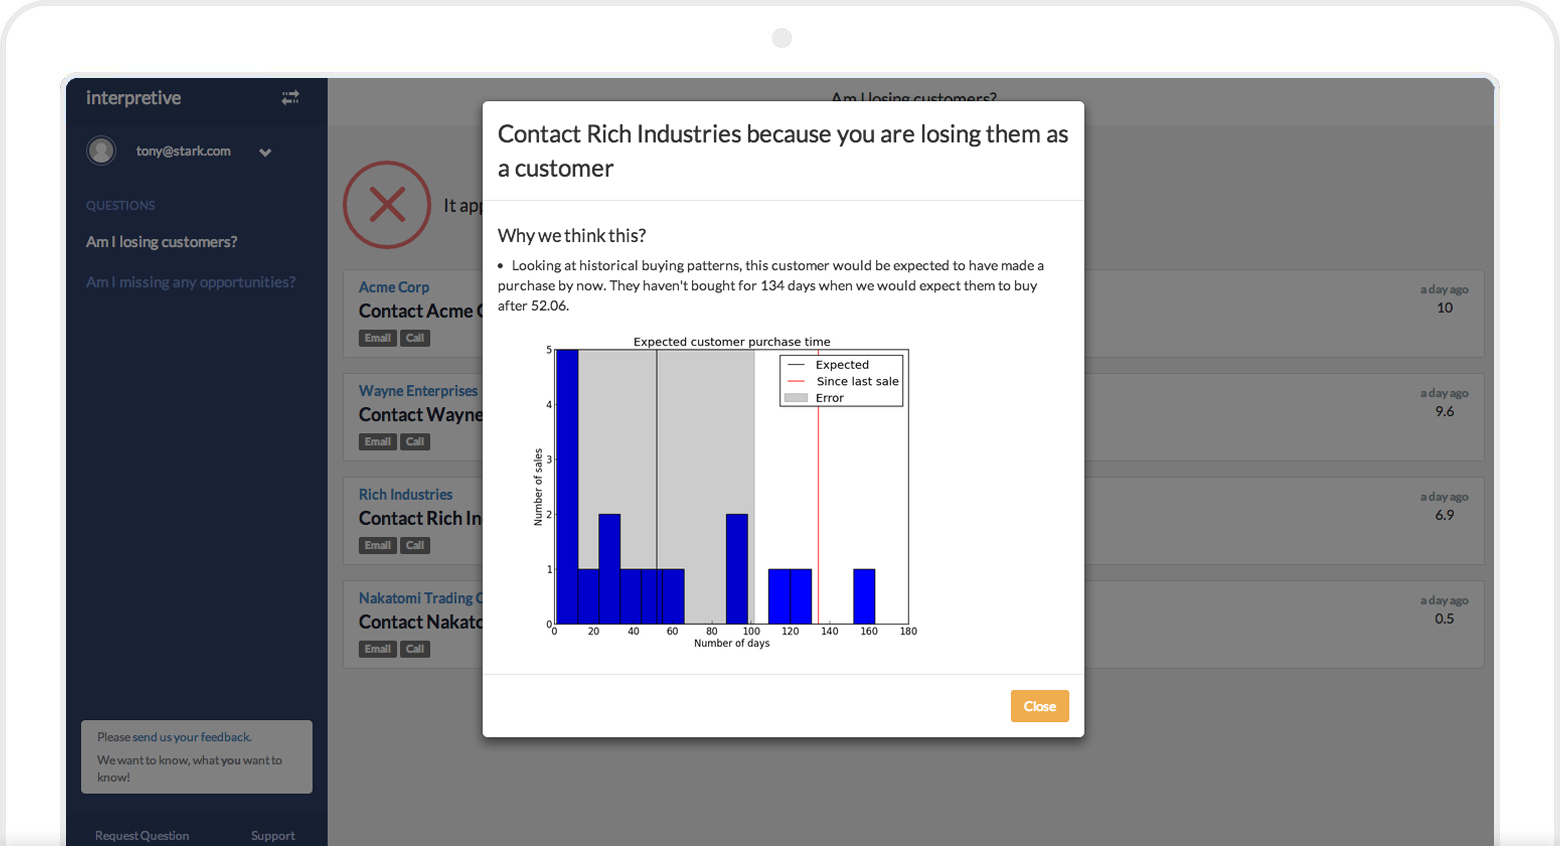 interpretive
tony@stark.com
QUESTIONS
Am I losing customers?
Am I missing any opportunities?
Please send us your feedback.
We want to know, what you want to
know!
Request Question
Support
Am I losing customers?
It
Acme Corp
Contact Acme
Email Call
a day ago
10
Wayne Enterprises
Contact Wayne
Email Call
a day ago
9.6
Rich Industries
Contact Rich In
Email Call
a day ago
6.9
Nakatomi Trading C
Contact Nakato
Email Call
a day ago
0.5
Contact Rich Industries because you are losing them as
a customer
Why we think this?
• Looking at historical buying patterns, this customer would be expected to have made a
purchase by now. They haven't bought for 134 days when we would expect them to buy
after 52.06.
Expected customer purchase time
Expected
Since last sale
Error
Number of sales
5
4
3
2
1
0
0 20 40 60 80 100 120 140 160 180
Number of days
Close